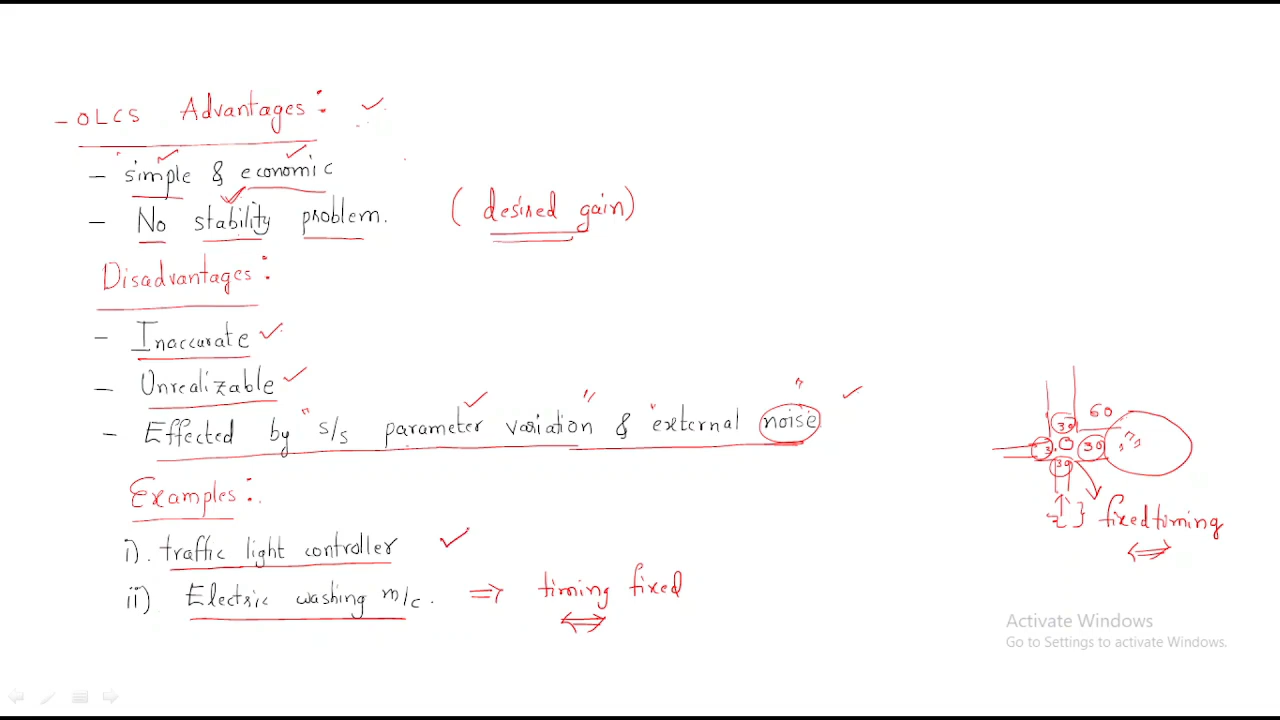 - OLCS Advantages:
- simple & economic
- No stability problem. (desired gain)
Disadvantages:
- Inaccurate
- Unrealizable
- Effected by "s/s parameter variation" & "external noise"
Examples:
i). traffic light controller
ii) Electric washing m/c. ⇒ timing fixed
60
30
30
30
} fixed timing
Activate Windows
Go to Settings to activate Windows.